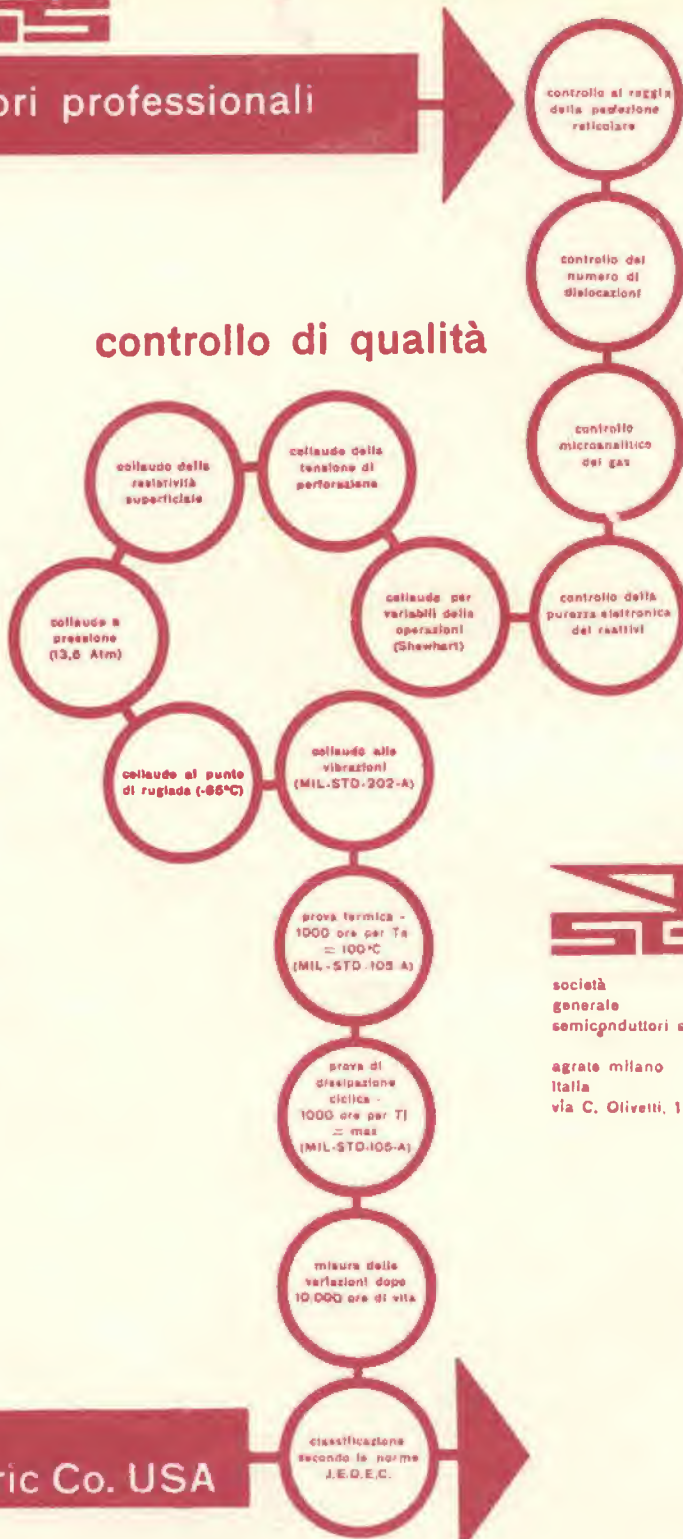 ori professionali
controllo ai raggi
della perfezione
reticolare
controllo del
numero di
dislocazioni
controllo
microanalitico
dei gas
controllo della
purezza elettronica
dei reattivi
controllo di qualità
collaudo per
variabili delle
operazioni
(Shewhart)
collaudo della
tensione di
perforazione
collaudo della
resistività
superficiale
collaudo a
pressione
(13,6 Atm)
collaudo al punto
di rugiada (-65°C)
collaudo alle
vibrazioni
(MIL-STD-202-A)
prova termica -
1000 ore per Ta
= 100°C
(MIL-STD-105 A)
prova di
dissipazione
ciclica -
1000 ore per Tj
= max
(MIL-STD-105-A)
misura delle
variazioni dopo
10.000 ore di vita
classificazione
secondo le norme
J.E.D.E.C.
ric Co. USA
società
generale
semiconduttori s
agrate milano
Italia
via C. Olivetti, 1